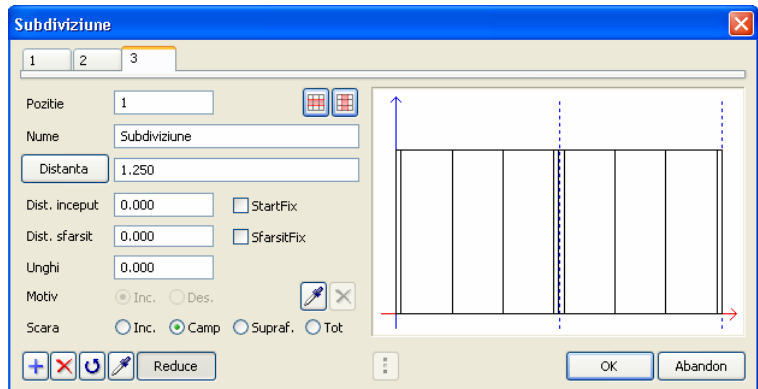 Subdiviziune
1 2 3
Pozitie 1
Nume Subdiviziune
Distanta 1.250
Dist. inceput 0.000 StartFix
Dist. sfarsit 0.000 SfarsitFix
Unghi 0.000
Motiv Inc. Des.
Scara Inc. Camp Supraf. Tot
Reduce OK Abandon